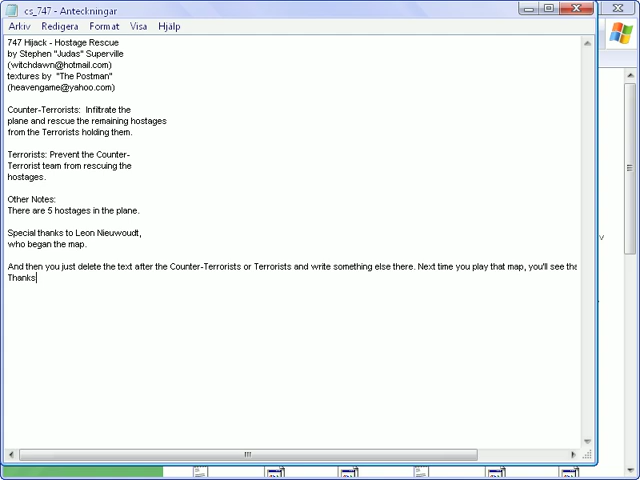 cs_747 - Anteckningar
Arkiv Redigera Format Visa Hjälp
747 Hijack - Hostage Rescue
by Stephen "Judas" Superville
(witchdawn@hotmail.com)
textures by "The Postman"
(heavengame@yahoo.com)
Counter-Terrorists: Infiltrate the
plane and rescue the remaining hostages
from the Terrorists holding them.
Terrorists: Prevent the Counter-
Terrorist team from rescuing the
hostages.
Other Notes:
There are 5 hostages in the plane.
Special thanks to Leon Nieuwoudt,
who began the map.
And then you just delete the text after the Counter-Terrorists or Terrorists and write something else there. Next time you play that map, you'll see tha
Thanks